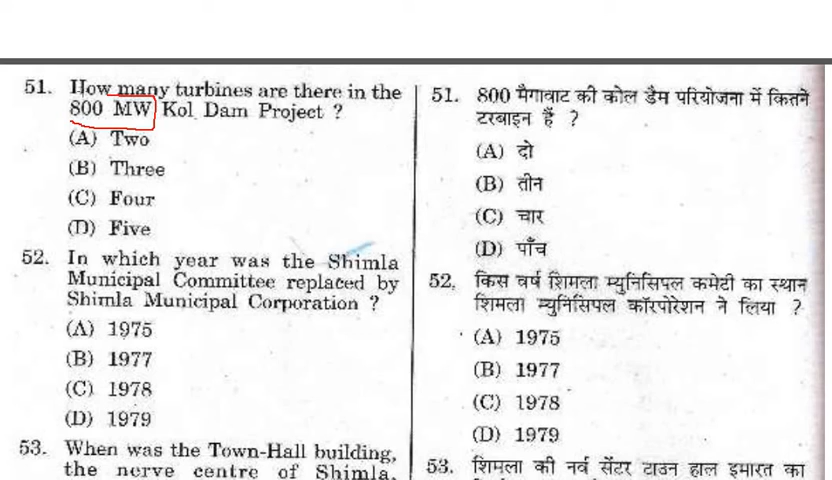 51. How many turbines are there in the
800 MW Kol Dam Project ?
(A) Two
(B) Three
(C) Four
(D) Five
52. In which year was the Shimla
Municipal Committee replaced by
Shimla Municipal Corporation ?
(A) 1975
(B) 1977
(C) 1978
(D) 1979
53. When was the Town-Hall building,
the nerve centre of Shimla,
51. 800 मैगावाट की कोल डैम परियोजना में कितने
टरबाइन हैं ?
(A) दो
(B) तीन
(C) चार
(D) पाँच
52. किस वर्ष शिमला म्युनिसिपल कमेटी का स्थान
शिमला म्युनिसिपल कॉरपोरेशन ने लिया ?
(A) 1975
(B) 1977
(C) 1978
(D) 1979
53. शिमला की नर्व सेंटर टाउन हाल इमारत का